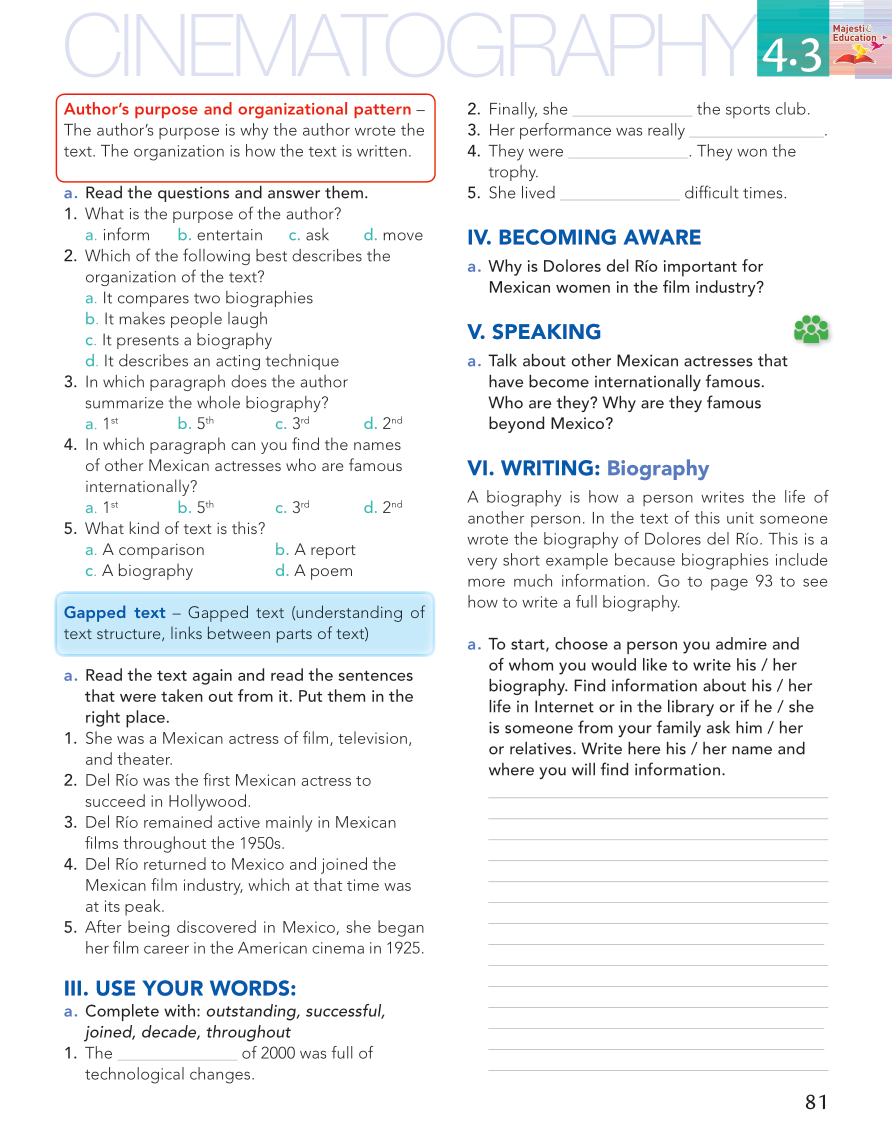 CINEMATOGRAPHY
4.3
Majestic
Education
Author's purpose and organizational pattern –
The author's purpose is why the author wrote the
text. The organization is how the text is written.
a. Read the questions and answer them.
1. What is the purpose of the author?
a. inform b. entertain c. ask d. move
2. Which of the following best describes the
organization of the text?
a. It compares two biographies
b. It makes people laugh
c. It presents a biography
d. It describes an acting technique
3. In which paragraph does the author
summarize the whole biography?
a. 1st b. 5th c. 3rd d. 2nd
4. In which paragraph can you find the names
of other Mexican actresses who are famous
internationally?
a. 1st b. 5th c. 3rd d. 2nd
5. What kind of text is this?
a. A comparison b. A report
c. A biography d. A poem
Gapped text – Gapped text (understanding of
text structure, links between parts of text)
a. Read the text again and read the sentences
that were taken out from it. Put them in the
right place.
1. She was a Mexican actress of film, television,
and theater.
2. Del Río was the first Mexican actress to
succeed in Hollywood.
3. Del Río remained active mainly in Mexican
films throughout the 1950s.
4. Del Río returned to Mexico and joined the
Mexican film industry, which at that time was
at its peak.
5. After being discovered in Mexico, she began
her film career in the American cinema in 1925.
III. USE YOUR WORDS:
a. Complete with: outstanding, successful,
joined, decade, throughout
1. The ____________ of 2000 was full of
technological changes.
2. Finally, she ____________ the sports club.
3. Her performance was really ____________.
4. They were ____________. They won the
trophy.
5. She lived ____________ difficult times.
IV. BECOMING AWARE
a. Why is Dolores del Río important for
Mexican women in the film industry?
V. SPEAKING
a. Talk about other Mexican actresses that
have become internationally famous.
Who are they? Why are they famous
beyond Mexico?
VI. WRITING: Biography
A biography is how a person writes the life of
another person. In the text of this unit someone
wrote the biography of Dolores del Río. This is a
very short example because biographies include
more much information. Go to page 93 to see
how to write a full biography.
a. To start, choose a person you admire and
of whom you would like to write his / her
biography. Find information about his / her
life in Internet or in the library or if he / she
is someone from your family ask him / her
or relatives. Write here his / her name and
where you will find information.
81